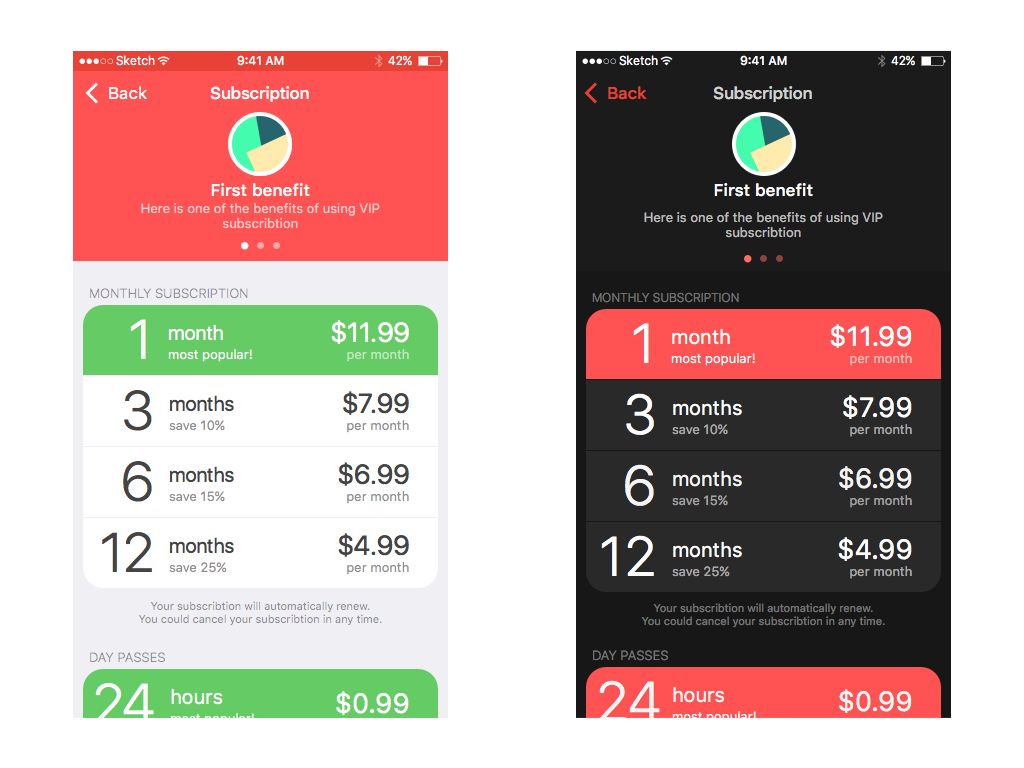 Sketch 9:41 AM 42%
Back Subscription
First benefit
Here is one of the benefits of using VIP
subscribtion
MONTHLY SUBSCRIPTION
1 month $11.99
most popular! per month
3 months $7.99
save 10% per month
6 months $6.99
save 15% per month
12 months $4.99
save 25% per month
Your subscribtion will automatically renew.
You could cancel your subscribtion in any time.
DAY PASSES
24 hours $0.99
most popular!
Sketch 9:41 AM 42%
Back Subscription
First benefit
Here is one of the benefits of using VIP
subscribtion
MONTHLY SUBSCRIPTION
1 month $11.99
most popular! per month
3 months $7.99
save 10% per month
6 months $6.99
save 15% per month
12 months $4.99
save 25% per month
Your subscribtion will automatically renew.
You could cancel your subscribtion in any time.
DAY PASSES
24 hours $0.99
most popular!